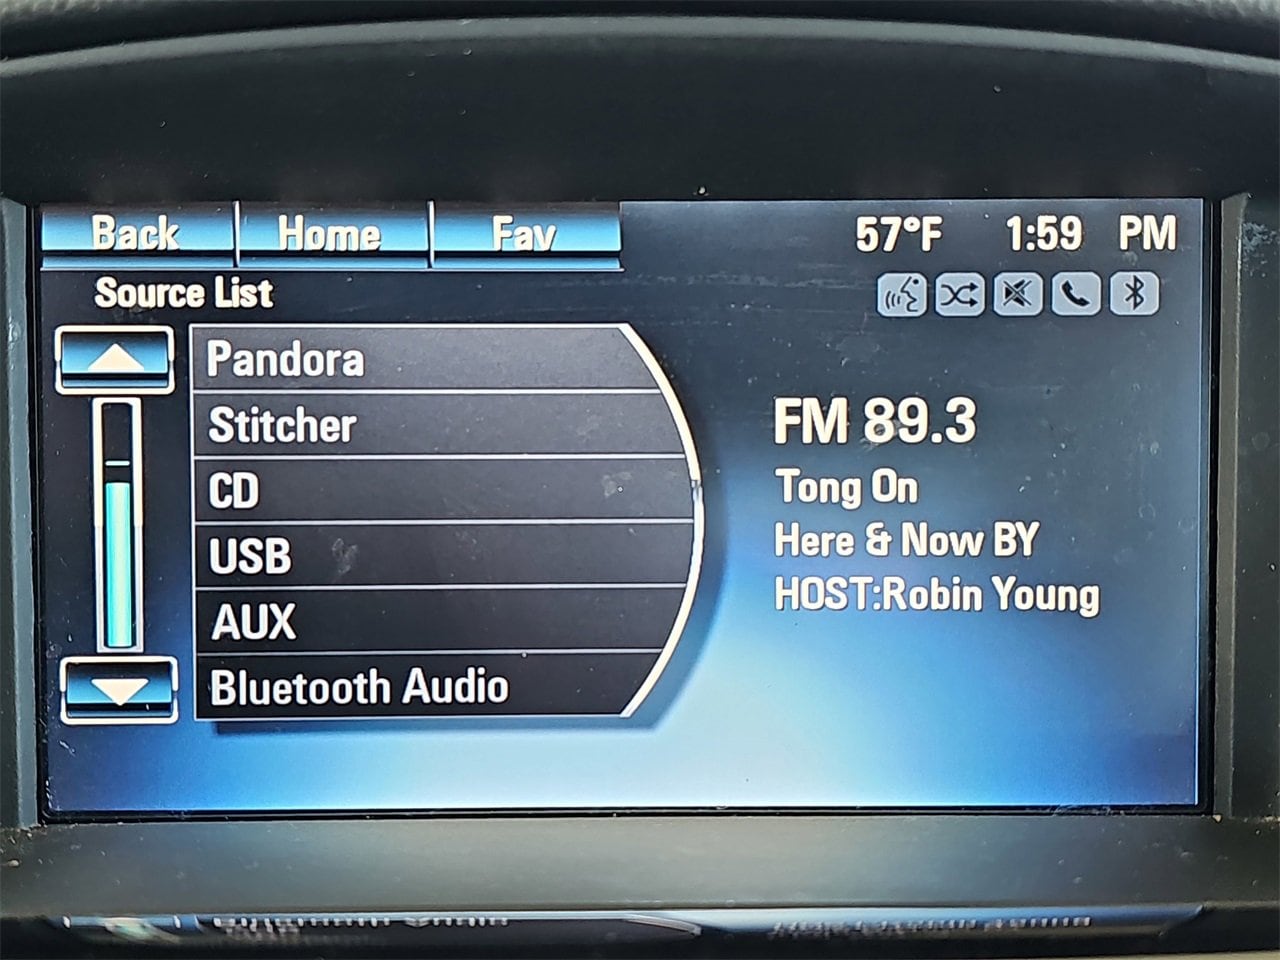 Back Home Fav 57°F 1:59 PM
Source List
Pandora
Stitcher
CD
USB
AUX
Bluetooth Audio
FM 89.3
Tong On
Here & Now BY
HOST:Robin Young